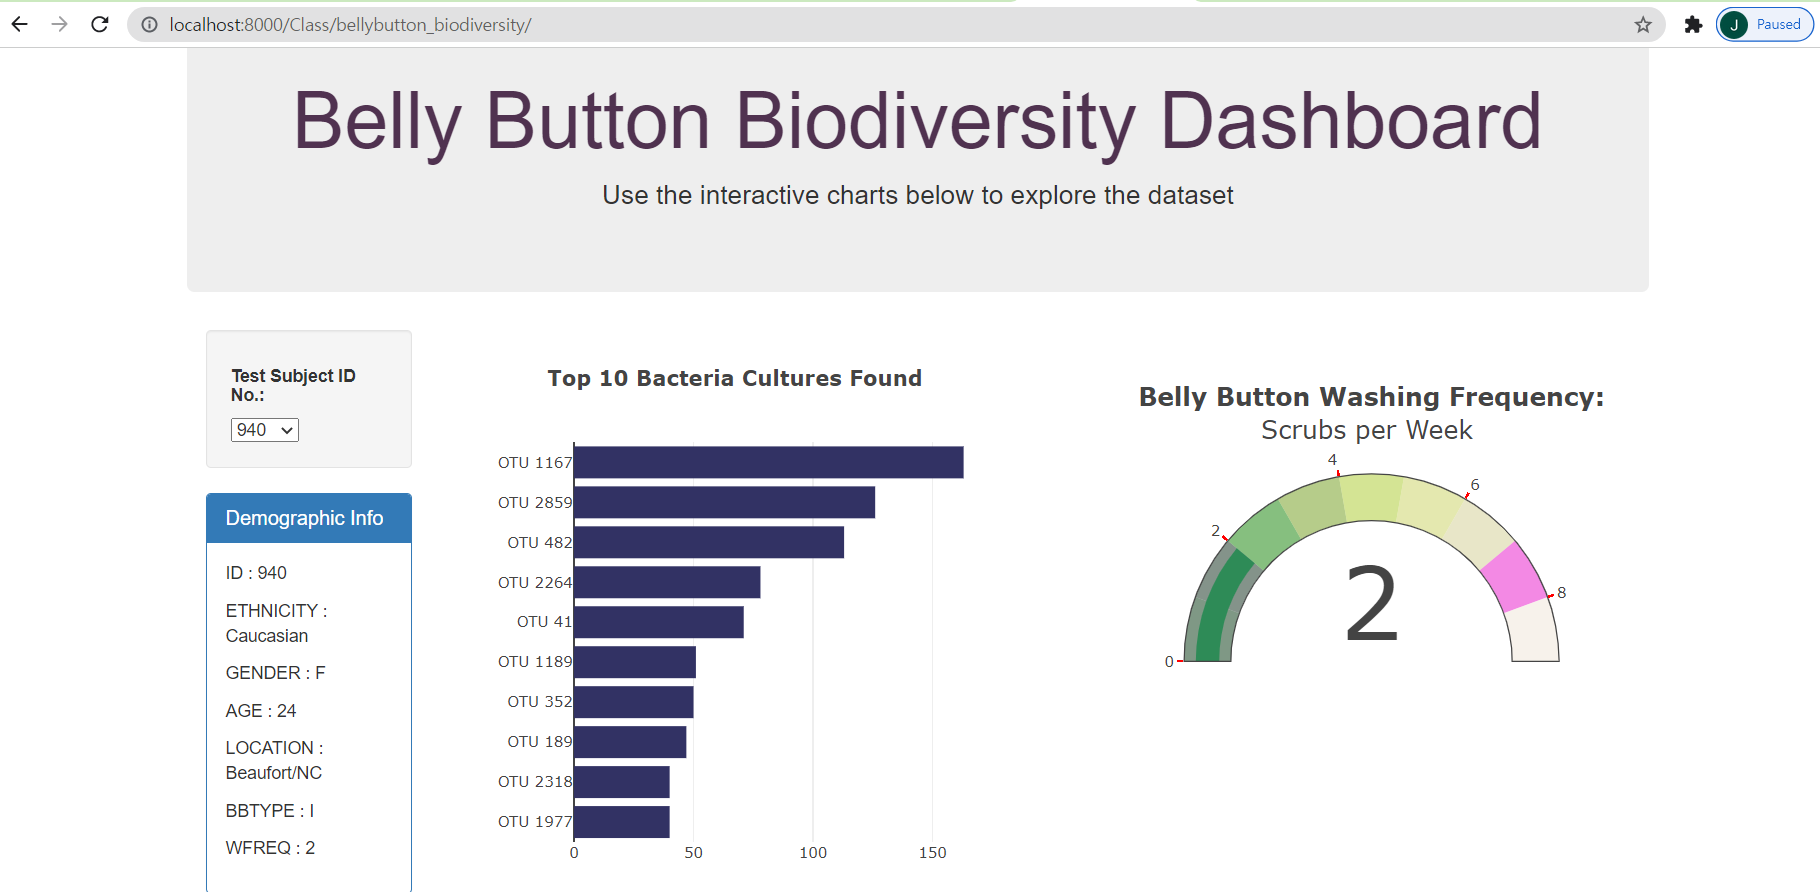 localhost:8000/Class/bellybutton_biodiversity/
J Paused
Belly Button Biodiversity Dashboard
Use the interactive charts below to explore the dataset
Test Subject ID
No.:
940
Demographic Info
ID : 940
ETHNICITY :
Caucasian
GENDER : F
AGE : 24
LOCATION :
Beaufort/NC
BBTYPE : I
WFREQ : 2
Top 10 Bacteria Cultures Found
OTU 1167
OTU 2859
OTU 482
OTU 2264
OTU 41
OTU 1189
OTU 352
OTU 189
OTU 2318
OTU 1977
0 50 100 150
Belly Button Washing Frequency:
Scrubs per Week
0
2
4
6
8
2